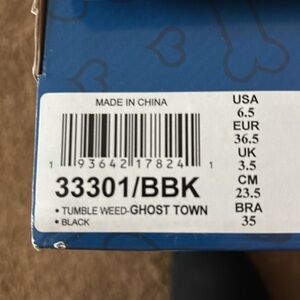 MADE IN CHINA
1 93642 17824 1
33301/BBK
• TUMBLE WEED-GHOST TOWN
• BLACK
USA
6.5
EUR
36.5
UK
3.5
CM
23.5
BRA
35